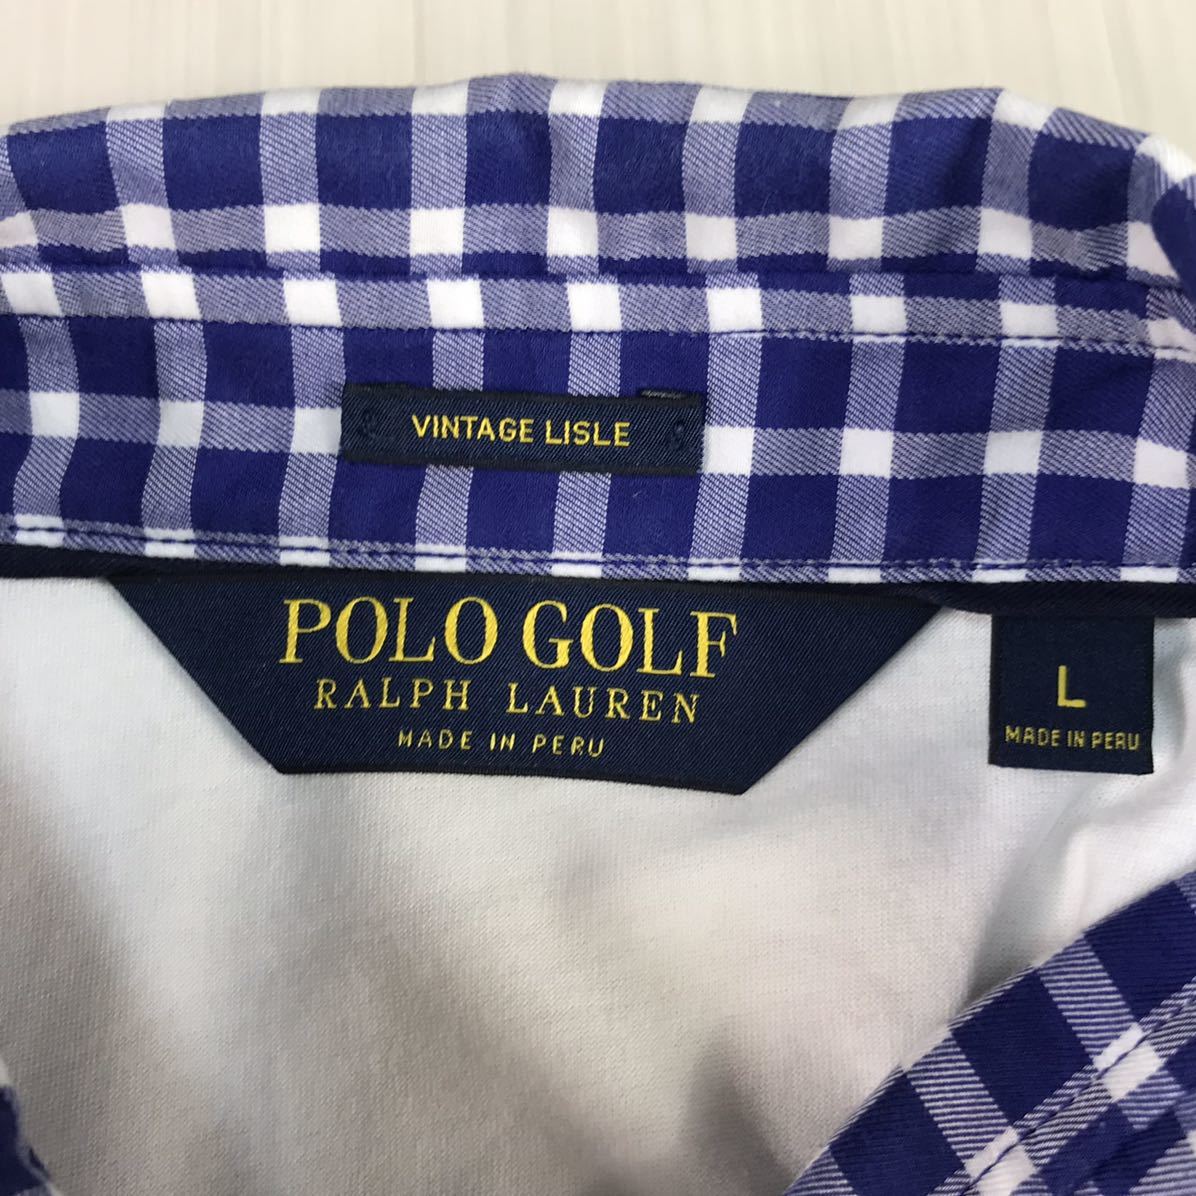 VINTAGE LISLE
POLO GOLF
RALPH LAUREN
MADE IN PERU
L
MADE IN PERU